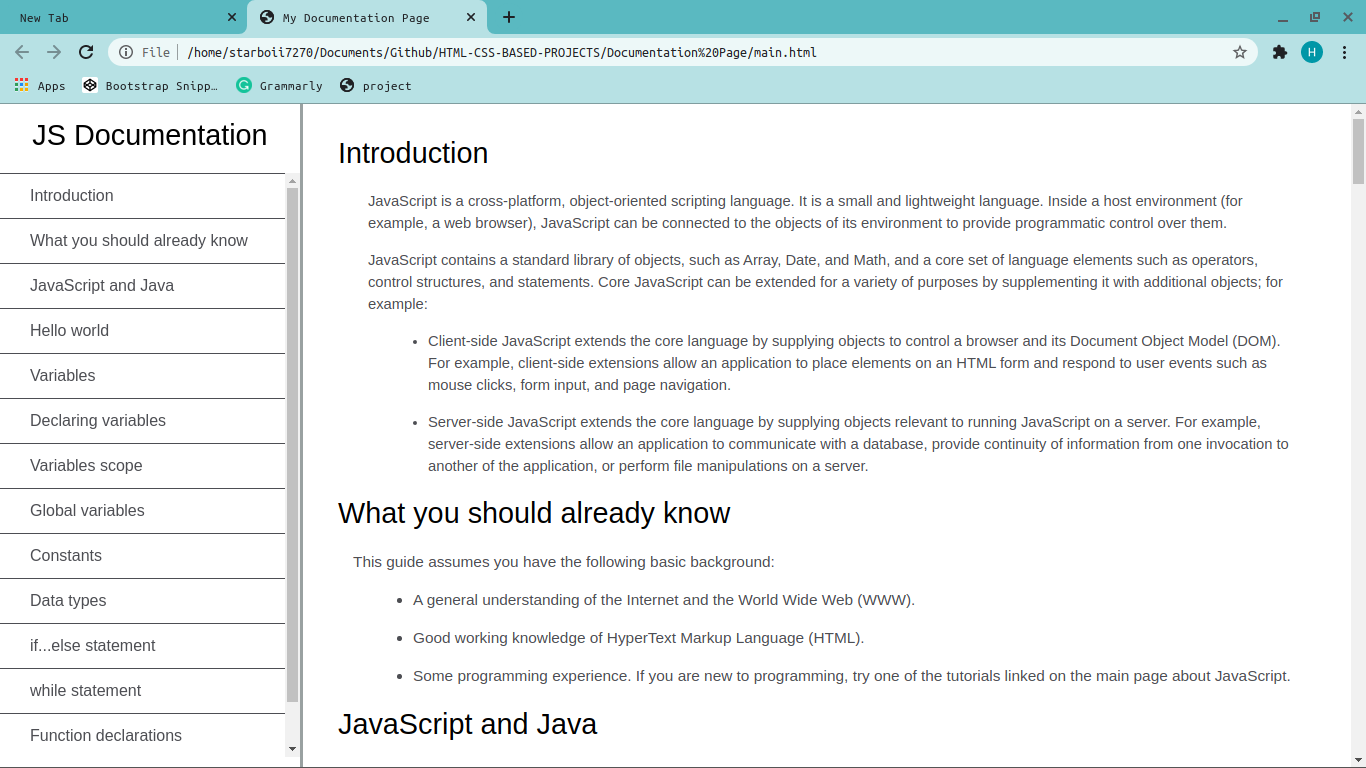 New Tab
My Documentation Page
File
/home/starboii7270/Documents/Github/HTML-CSS-BASED-PROJECTS/Documentation%20Page/main.html
H
Apps
Bootstrap Snipp…
Grammarly
project
JS Documentation
Introduction
What you should already know
JavaScript and Java
Hello world
Variables
Declaring variables
Variables scope
Global variables
Constants
Data types
if...else statement
while statement
Function declarations
Introduction
JavaScript is a cross-platform, object-oriented scripting language. It is a small and lightweight language. Inside a host environment (for
example, a web browser), JavaScript can be connected to the objects of its environment to provide programmatic control over them.
JavaScript contains a standard library of objects, such as Array, Date, and Math, and a core set of language elements such as operators,
control structures, and statements. Core JavaScript can be extended for a variety of purposes by supplementing it with additional objects; for
example:
• Client-side JavaScript extends the core language by supplying objects to control a browser and its Document Object Model (DOM).
For example, client-side extensions allow an application to place elements on an HTML form and respond to user events such as
mouse clicks, form input, and page navigation.
• Server-side JavaScript extends the core language by supplying objects relevant to running JavaScript on a server. For example,
server-side extensions allow an application to communicate with a database, provide continuity of information from one invocation to
another of the application, or perform file manipulations on a server.
What you should already know
This guide assumes you have the following basic background:
• A general understanding of the Internet and the World Wide Web (WWW).
• Good working knowledge of HyperText Markup Language (HTML).
• Some programming experience. If you are new to programming, try one of the tutorials linked on the main page about JavaScript.
JavaScript and Java